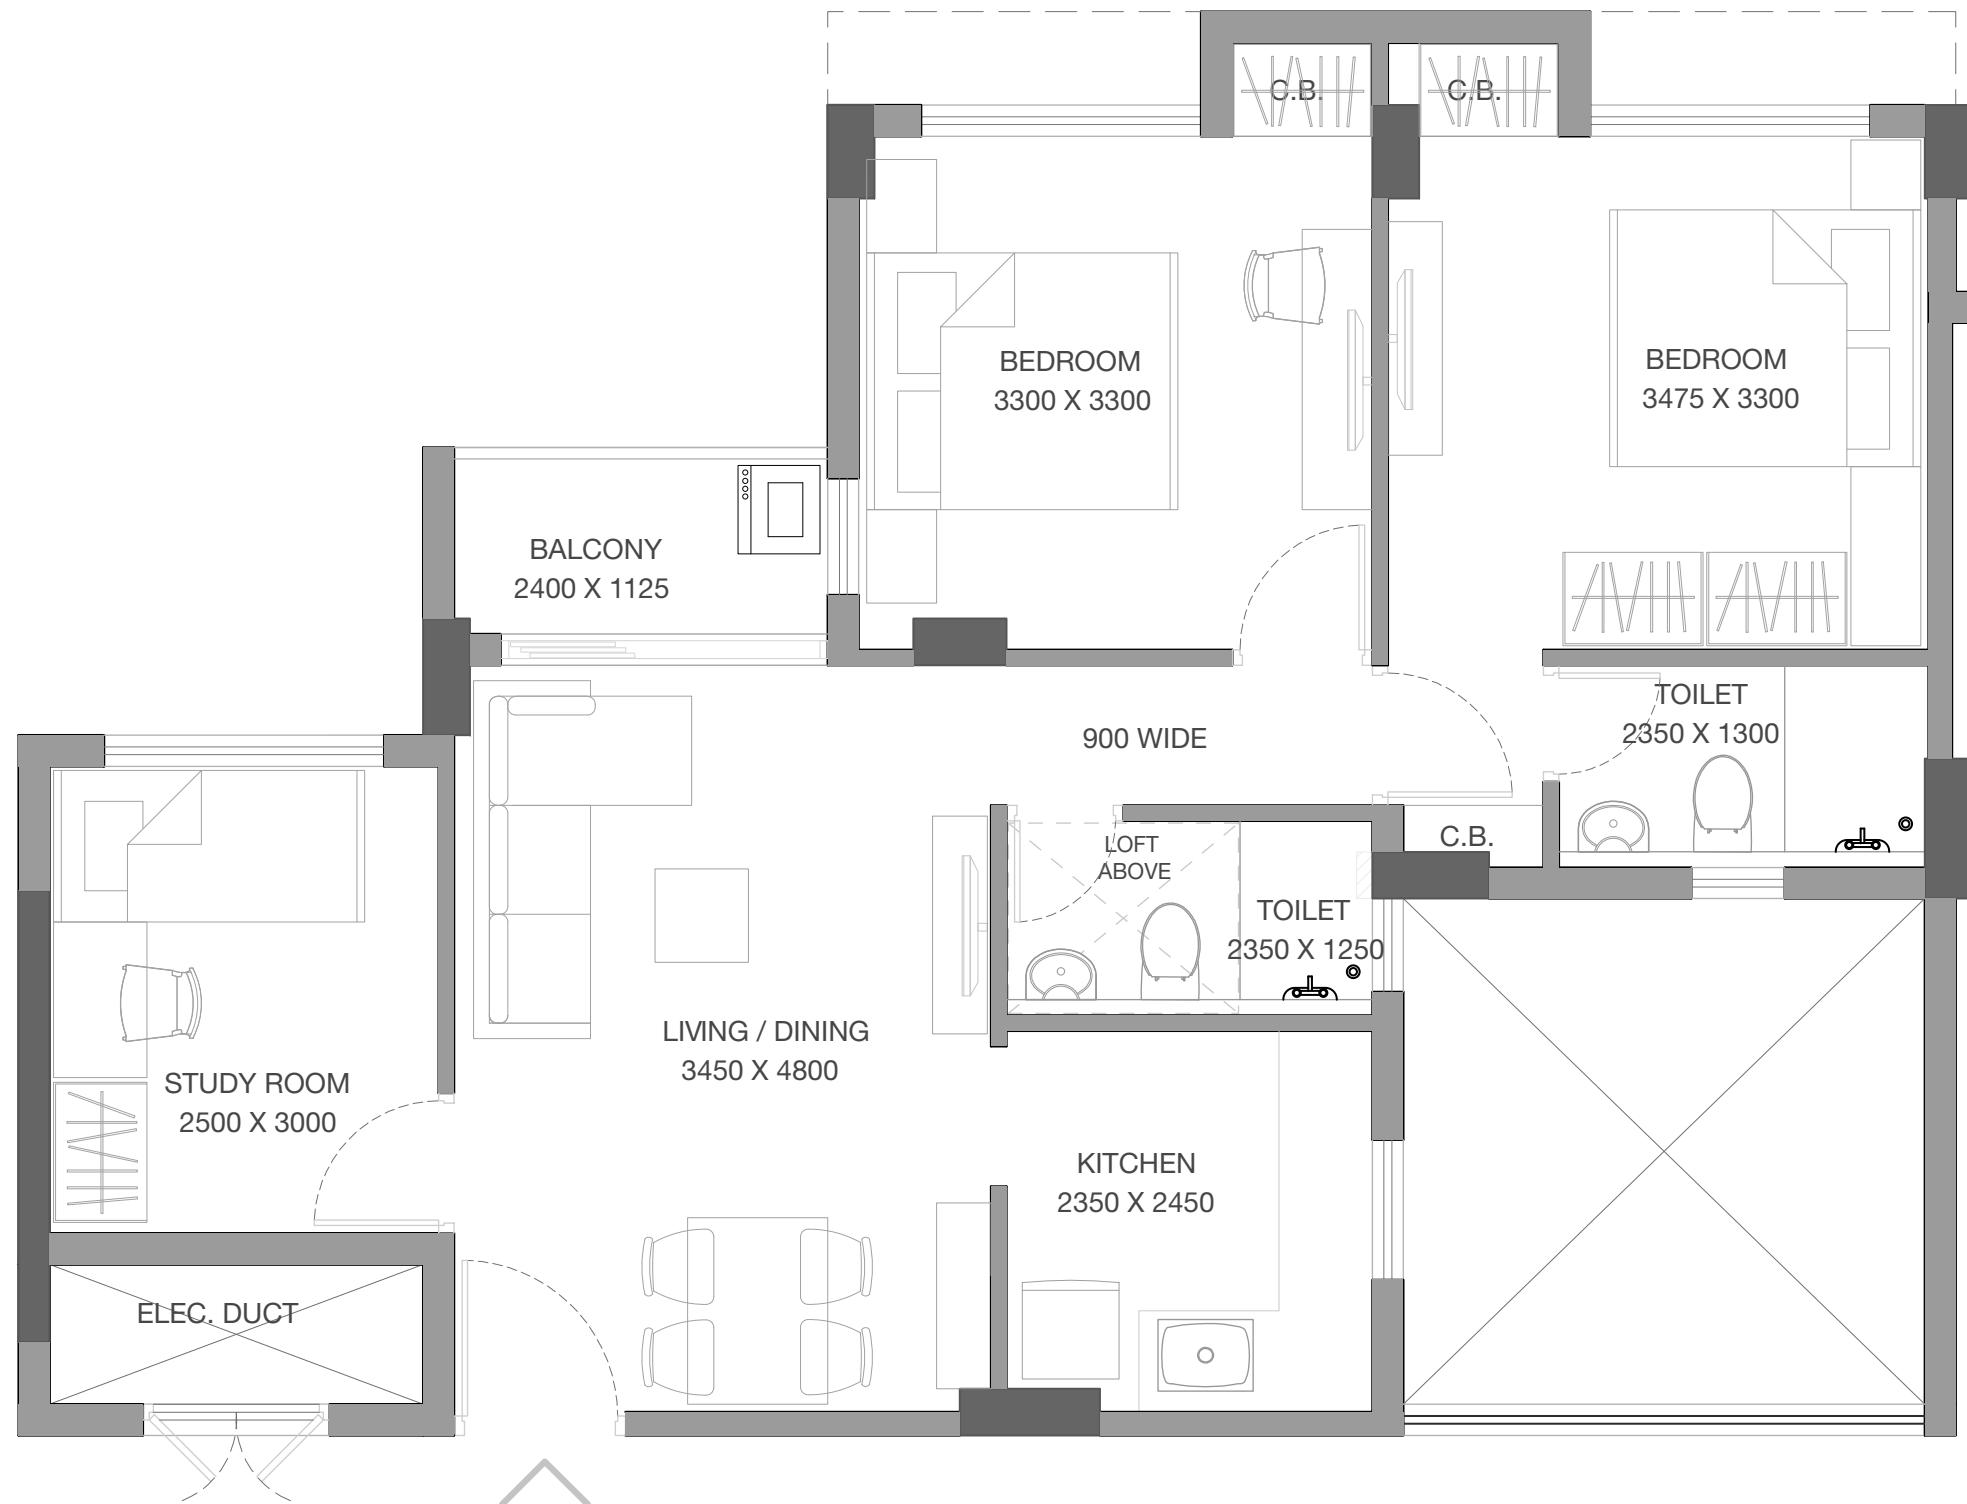 C.B.
C.B.
BEDROOM
3300 X 3300
BEDROOM
3475 X 3300
BALCONY
2400 X 1125
900 WIDE
TOILET
2350 X 1300
C.B.
LOFT
ABOVE
TOILET
2350 X 1250
LIVING / DINING
3450 X 4800
STUDY ROOM
2500 X 3000
KITCHEN
2350 X 2450
ELEC. DUCT